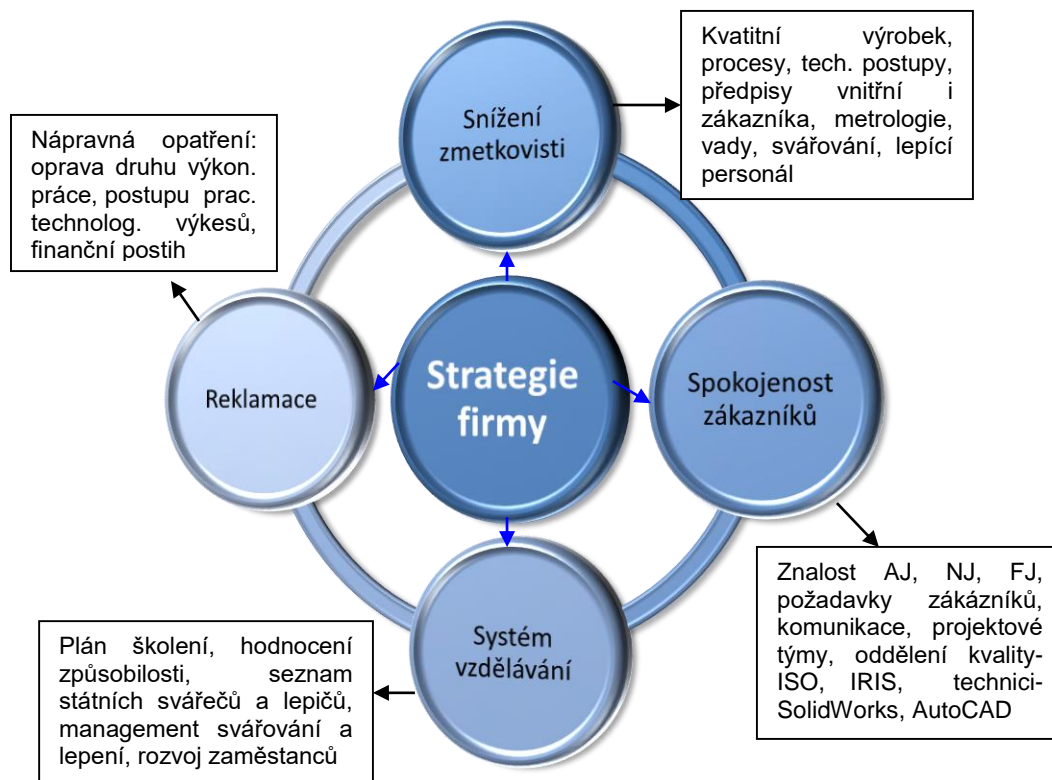 Kvatitní výrobek,
procesy, tech. postupy,
předpisy vnitřní i
zákazníka, metrologie,
vady, svářování, lepící
personál
Snížení
zmetkovisti
Nápravná opatření:
oprava druhu výkon.
práce, postupu prac.
technolog. výkesů,
finanční postih
Reklamace
Strategie
firmy
Spokojenost
zákazníků
Systém
vzdělávání
Znalost AJ, NJ, FJ,
požadavky zákázníků,
komunikace, projektové
týmy, oddělení kvality-
ISO, IRIS, technici-
SolidWorks, AutoCAD
Plán školení, hodnocení
způsobilosti, seznam
státních svářečů a lepičů,
management svářování a
lepení, rozvoj zaměstanců